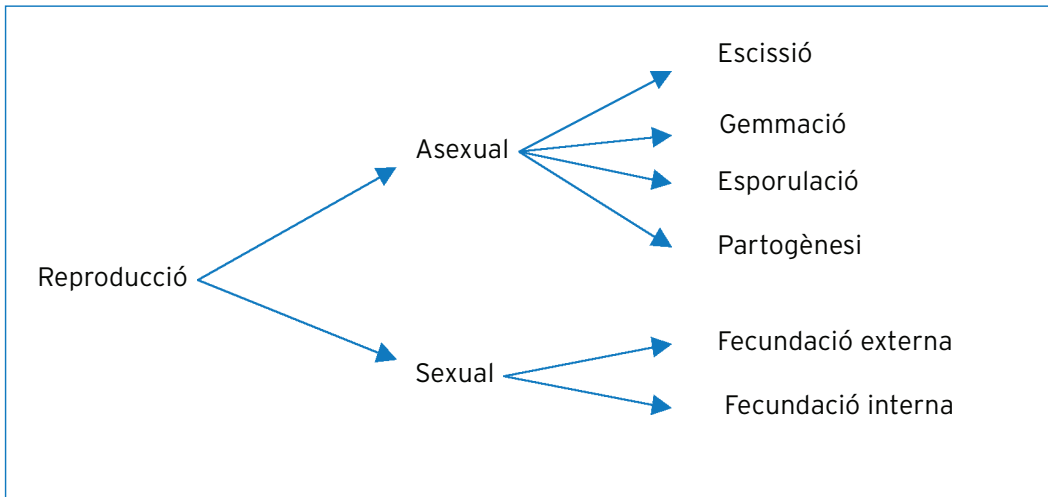 Escissió
Gemmació
Asexual
Esporulació
Partogènesi
Reproducció
Fecundació externa
Sexual
Fecundació interna